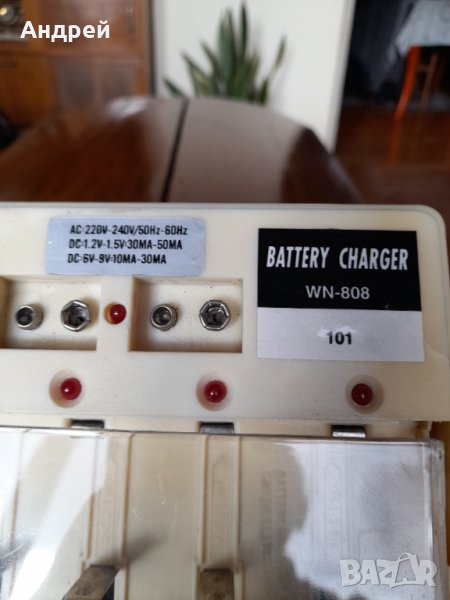 Андрей
AC:220V-240V/50Hz-60Hz
DC:1.2V-1.5V:30MA-50MA
DC:6V-9V:10MA-30MA
BATTERY CHARGER
WN-808
101
BAZAR